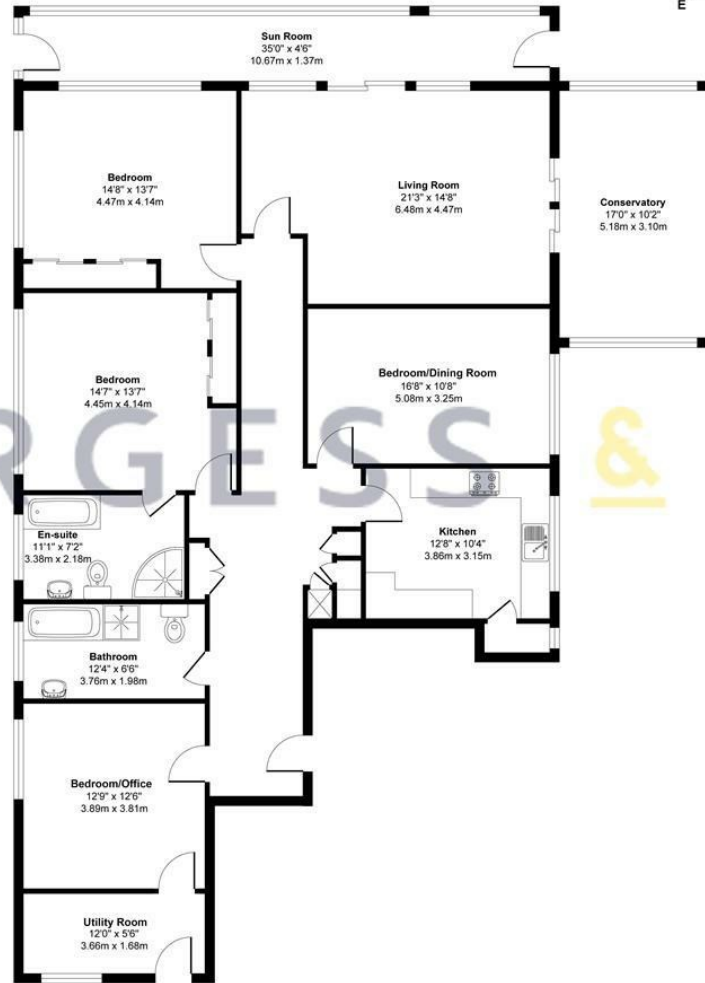 E
Sun Room
35'0" x 4'6"
10.67m x 1.37m
Bedroom
14'8" x 13'7"
4.47m x 4.14m
Living Room
21'3" x 14'8"
6.48m x 4.47m
Conservatory
17'0" x 10'2"
5.18m x 3.10m
Bedroom
14'7" x 13'7"
4.45m x 4.14m
Bedroom/Dining Room
16'8" x 10'8"
5.08m x 3.25m
RGESS &
En-suite
11'1" x 7'2"
3.38m x 2.18m
Kitchen
12'8" x 10'4"
3.86m x 3.15m
Bathroom
12'4" x 6'6"
3.76m x 1.98m
Bedroom/Office
12'9" x 12'6"
3.89m x 3.81m
Utility Room
12'0" x 5'6"
3.66m x 1.68m